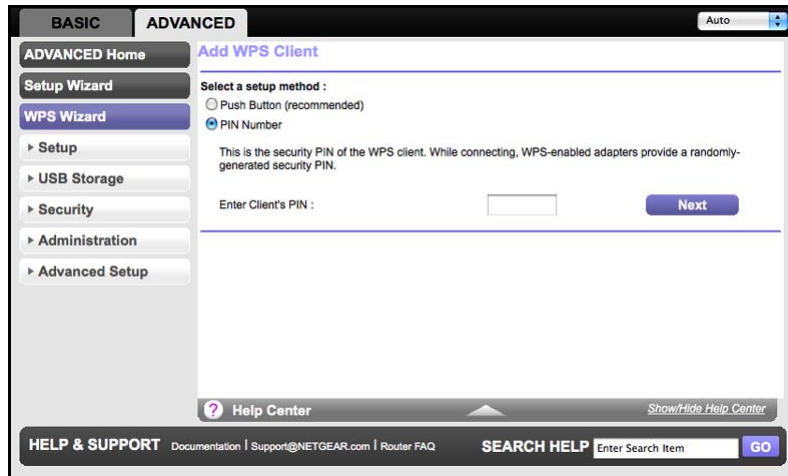 BASIC ADVANCED Auto
ADVANCED Home
Setup Wizard
WPS Wizard
Setup
USB Storage
Security
Administration
Advanced Setup
Add WPS Client
Select a setup method :
Push Button (recommended)
PIN Number
This is the security PIN of the WPS client. While connecting, WPS-enabled adapters provide a randomly-
generated security PIN.
Enter Client's PIN : Next
? Help Center Show/Hide Help Center
HELP & SUPPORT Documentation | Support@NETGEAR.com | Router FAQ SEARCH HELP Enter Search Item GO